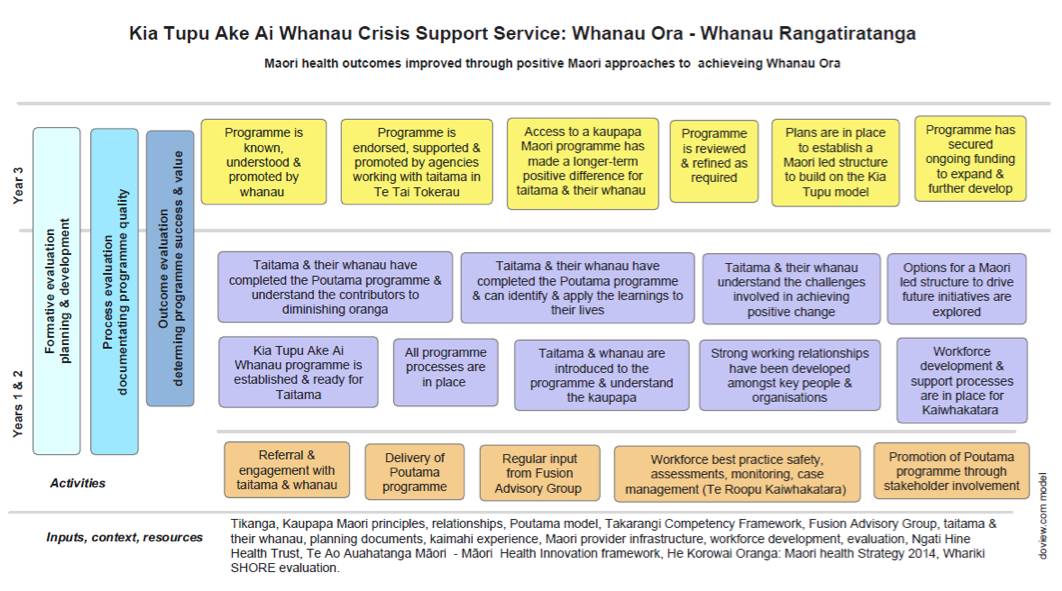 Kia Tupu Ake Ai Whanau Crisis Support Service: Whanau Ora - Whanau Rangatiratanga
Maori health outcomes improved through positive Maori approaches to achieveing Whanau Ora
Year 3
Formative evaluation
planning & development
Process evaluation
documentating programme quality
Outcome evaluation
determing programme success & value
Programme is
known,
understood &
promoted by
whanau
Programme is
endorsed, supported &
promoted by agencies
working with taitama in
Te Tai Tokerau
Access to a kaupapa
Maori programme has
made a longer-term
positive difference for
taitama & their whanau
Programme
is reviewed
& refined as
required
Plans are in place
to establish a
Maori led structure
to build on the Kia
Tupu model
Programme has
secured
ongoing funding
to expand &
further develop
Years 1 & 2
Taitama & their whanau have
completed the Poutama programme &
understand the contributors to
diminishing oranga
Taitama & their whanau have
completed the Poutama programme
& can identify & apply the learnings to
their lives
Taitama & their whanau
understand the challenges
involved in achieving
positive change
Options for a Maori
led structure to drive
future initiatives are
explored
Kia Tupu Ake Ai
Whanau programme is
established & ready for
Taitama
All programme
processes are
in place
Taitama & whanau are
introduced to the
programme & understand
the kaupapa
Strong working relationships
have been developed
amongst key people &
organisations
Workforce
development &
support processes
are in place for
Kaiwhakatara
Activities
Referral &
engagement with
taitama & whanau
Delivery of
Poutama
programme
Regular input
from Fusion
Advisory Group
Workforce best practice safety,
assessments, monitoring, case
management (Te Roopu Kaiwhakatara)
Promotion of Poutama
programme through
stakeholder involvement
Inputs, context, resources
Tikanga, Kaupapa Maori principles, relationships, Poutama model, Takarangi Competency Framework, Fusion Advisory Group, taitama &
their whanau, planning documents, kaimahi experience, Maori provider infrastructure, workforce development, evaluation, Ngati Hine
Health Trust, Te Ao Auahatanga Māori - Māori Health Innovation framework, He Korowai Oranga: Maori health Strategy 2014, Whariki
SHORE evaluation.
doview.com model